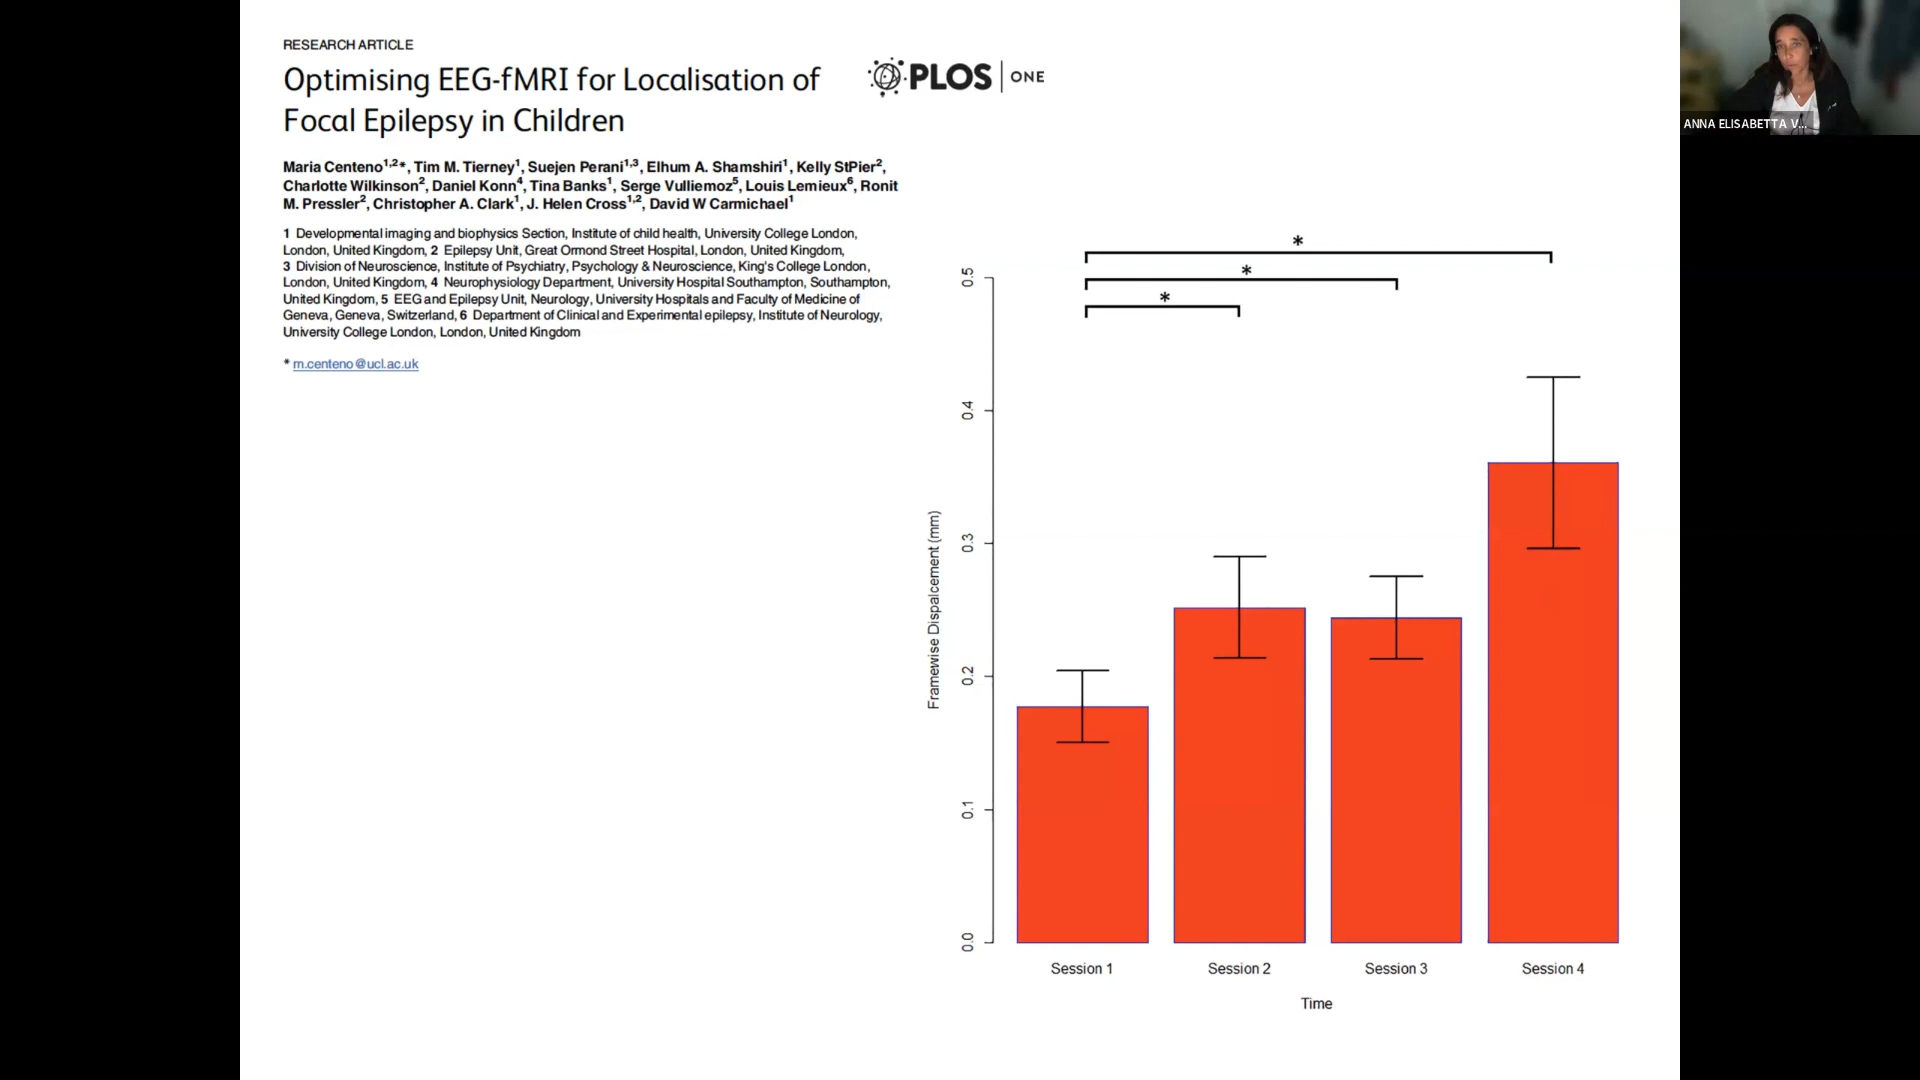 RESEARCH ARTICLE
Optimising EEG-fMRI for Localisation of
Focal Epilepsy in Children
PLOS | ONE
Maria Centeno1,2*, Tim M. Tierney1, Suejen Perani1,3, Elhum A. Shamshiri1, Kelly StPier2,
Charlotte Wilkinson2, Daniel Konn4, Tina Banks1, Serge Vulliemoz5, Louis Lemieux6, Ronit
M. Pressler2, Christopher A. Clark1, J. Helen Cross1,2, David W Carmichael1
1 Developmental imaging and biophysics Section, Institute of child health, University College London,
London, United Kingdom, 2 Epilepsy Unit, Great Ormond Street Hospital, London, United Kingdom,
3 Division of Neuroscience, Institute of Psychiatry, Psychology & Neuroscience, King's College London,
London, United Kingdom, 4 Neurophysiology Department, University Hospital Southampton, Southampton,
United Kingdom, 5 EEG and Epilepsy Unit, Neurology, University Hospitals and Faculty of Medicine of
Geneva, Geneva, Switzerland, 6 Department of Clinical and Experimental epilepsy, Institute of Neurology,
University College London, London, United Kingdom
* m.centeno@ucl.ac.uk
*
*
*
0.5
0.4
0.3
0.2
0.1
0.0
Framewise Dispalcement (mm)
Session 1
Session 2
Session 3
Session 4
Time
ANNA ELISABETTA V...